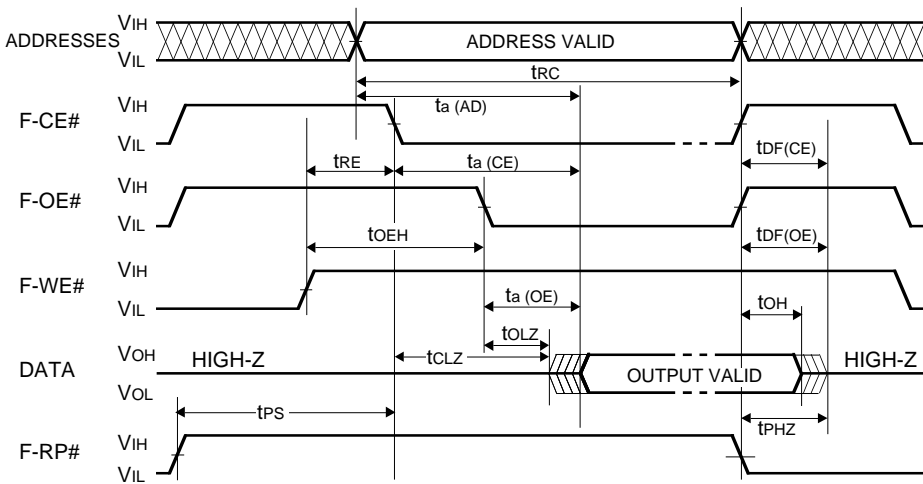 VIH
ADDRESSES
ADDRESS VALID
VIL
tRC
ta (AD)
VIH
F-CE#
VIL
tDF(CE)
tRE
ta (CE)
VIH
F-OE#
VIL
tOEH
tDF(OE)
VIH
F-WE#
ta (OE)
tOH
VIL
tOLZ
VOH
HIGH-Z
tCLZ
HIGH-Z
DATA
OUTPUT VALID
VOL
tPS
tPHZ
VIH
F-RP#
VIL